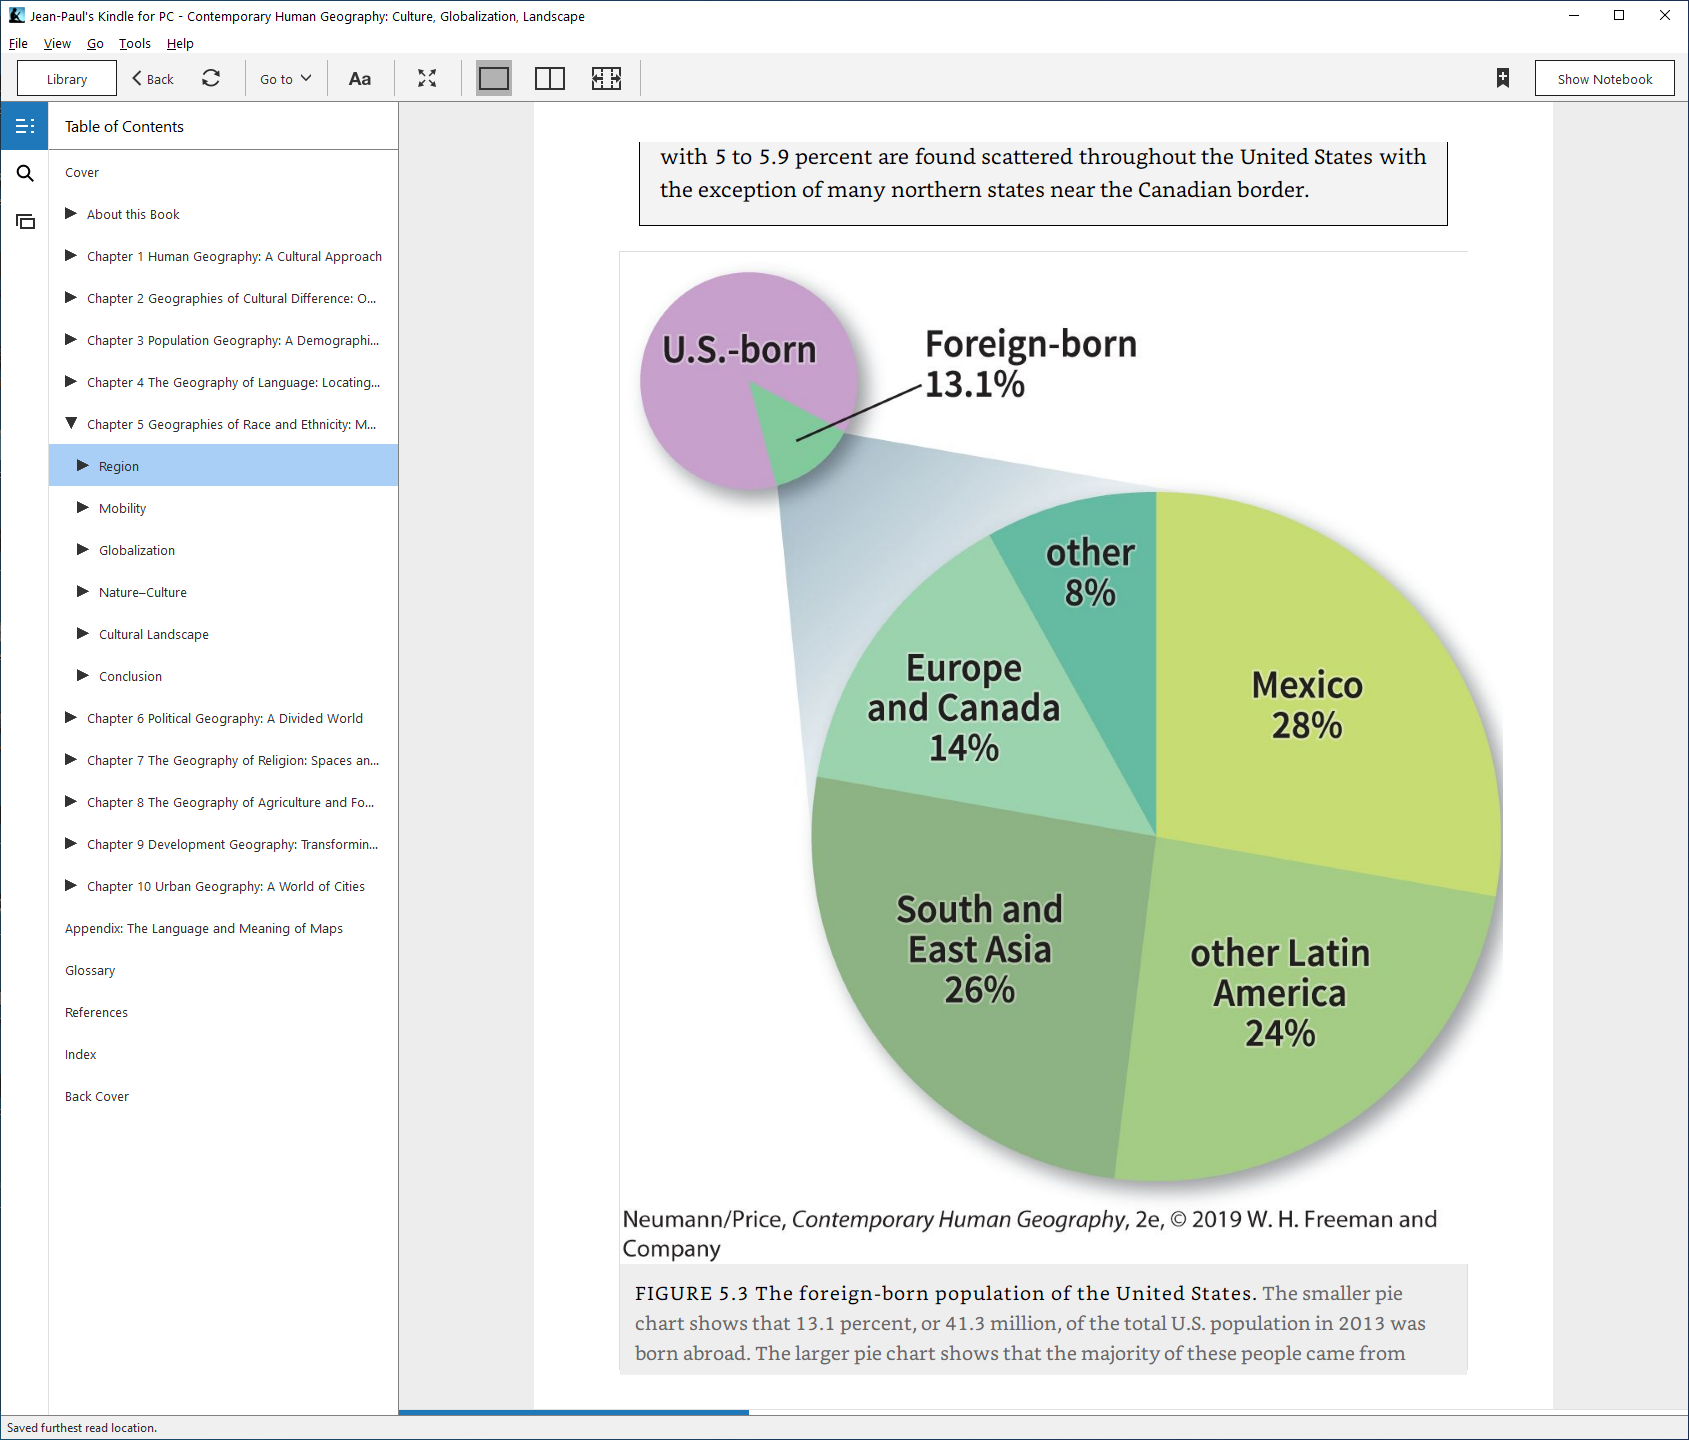 Jean-Paul's Kindle for PC - Contemporary Human Geography: Culture, Globalization, Landscape
File View Go Tools Help
Library Back Go to Aa Show Notebook
Table of Contents
Cover
About this Book
Chapter 1 Human Geography: A Cultural Approach
Chapter 2 Geographies of Cultural Difference: O...
Chapter 3 Population Geography: A Demographi...
Chapter 4 The Geography of Language: Locating...
Chapter 5 Geographies of Race and Ethnicity: M...
Region
Mobility
Globalization
Nature–Culture
Cultural Landscape
Conclusion
Chapter 6 Political Geography: A Divided World
Chapter 7 The Geography of Religion: Spaces an...
Chapter 8 The Geography of Agriculture and Fo...
Chapter 9 Development Geography: Transformin...
Chapter 10 Urban Geography: A World of Cities
Appendix: The Language and Meaning of Maps
Glossary
References
Index
Back Cover
with 5 to 5.9 percent are found scattered throughout the United States with
the exception of many northern states near the Canadian border.
U.S.-born
Foreign-born
13.1%
other
8%
Mexico
28%
Europe
and Canada
14%
South and
East Asia
26%
other Latin
America
24%
Neumann/Price, Contemporary Human Geography, 2e, © 2019 W. H. Freeman and
Company
FIGURE 5.3 The foreign-born population of the United States. The smaller pie
chart shows that 13.1 percent, or 41.3 million, of the total U.S. population in 2013 was
born abroad. The larger pie chart shows that the majority of these people came from
Saved furthest read location.